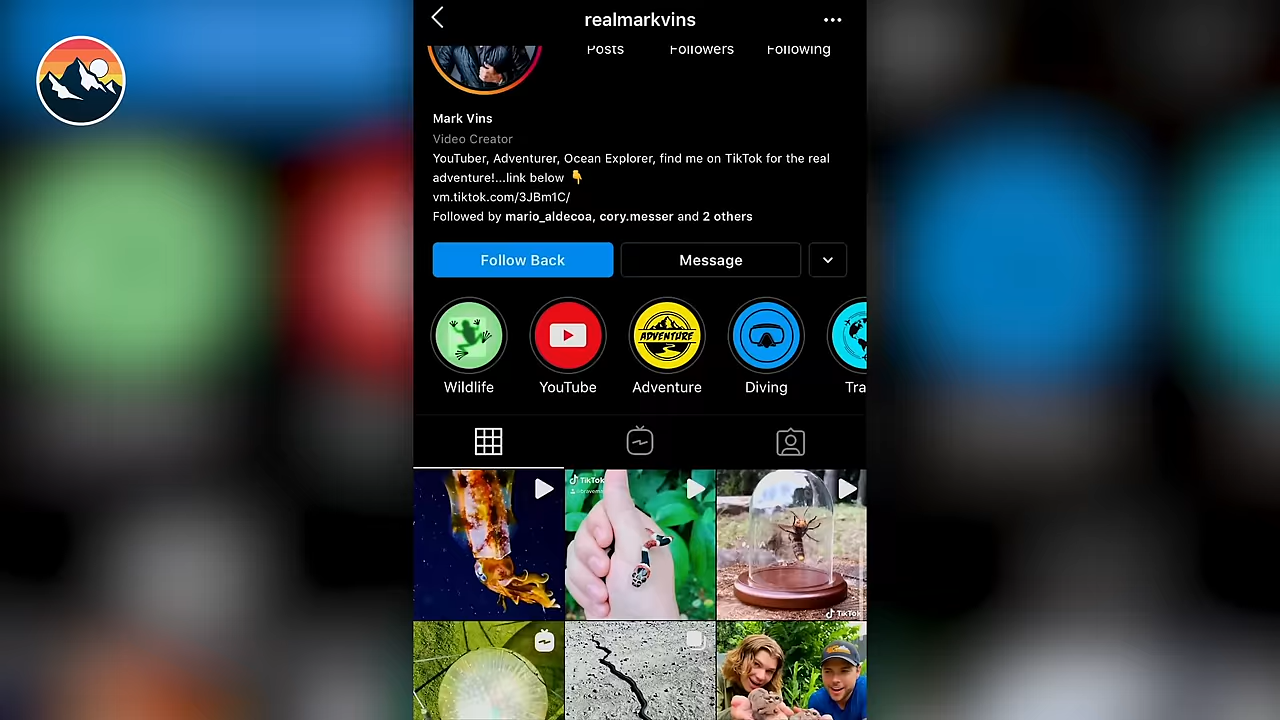 realmarkvins
Posts Followers Following
Mark Vins
Video Creator
YouTuber, Adventurer, Ocean Explorer, find me on TikTok for the real
adventure!...link below 👇
vm.tiktok.com/3JBm1C/
Followed by mario_aldecoa, cory.messer and 2 others
Follow Back Message
ADVENTURE
Wildlife YouTube Adventure Diving Tra
TikTok
TikTok